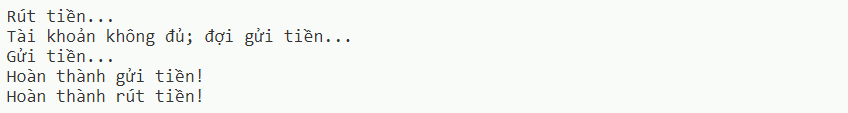 Rút tiền...
Tài khoản không đủ; đợi gửi tiền...
Gửi tiền...
Hoàn thành gửi tiền!
Hoàn thành rút tiền!